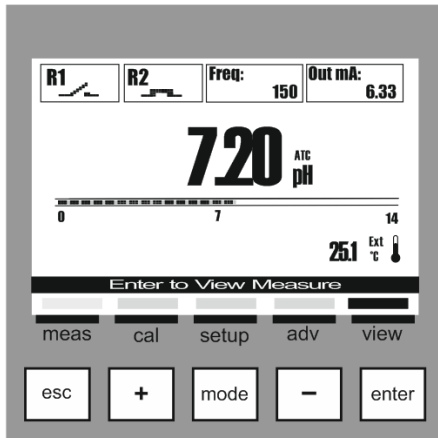 R1 R2 Freq: 150 Out mA: 6.33
7.20 ATC pH
0 7 14
25.1 Ext °C
Enter to View Measure
meas cal setup adv view
esc + mode − enter